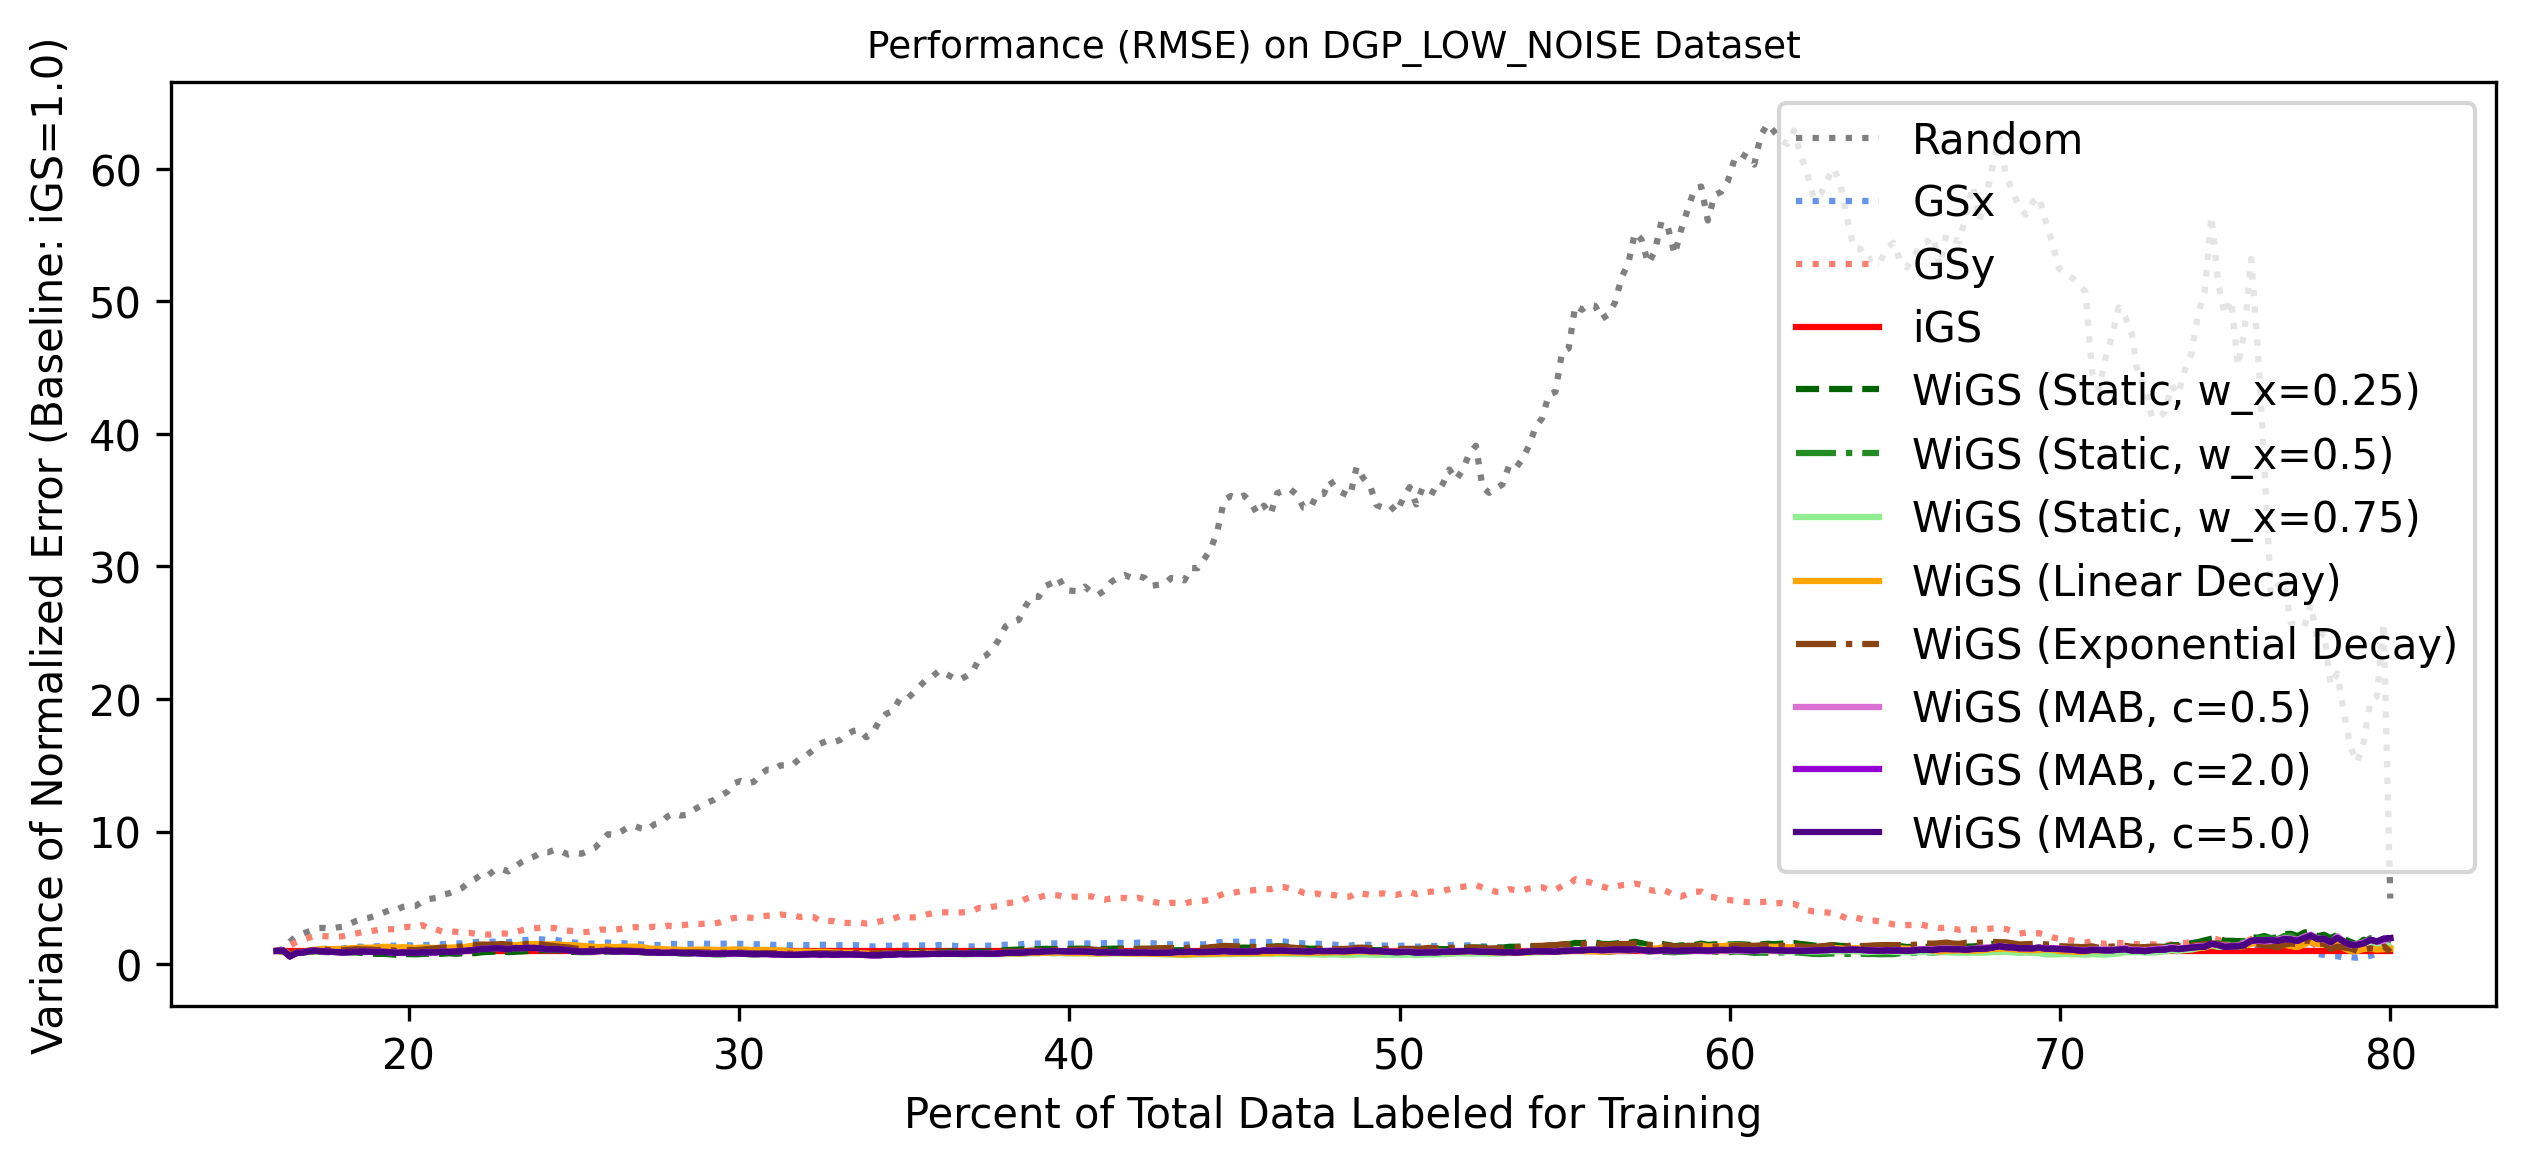 Performance (RMSE) on DGP_LOW_NOISE Dataset
Variance of Normalized Error (Baseline: iGS=1.0)
60
50
40
30
20
10
0
20 30 40 50 60 70 80
Percent of Total Data Labeled for Training
Random
GSx
GSy
iGS
WiGS (Static, w_x=0.25)
WiGS (Static, w_x=0.5)
WiGS (Static, w_x=0.75)
WiGS (Linear Decay)
WiGS (Exponential Decay)
WiGS (MAB, c=0.5)
WiGS (MAB, c=2.0)
WiGS (MAB, c=5.0)